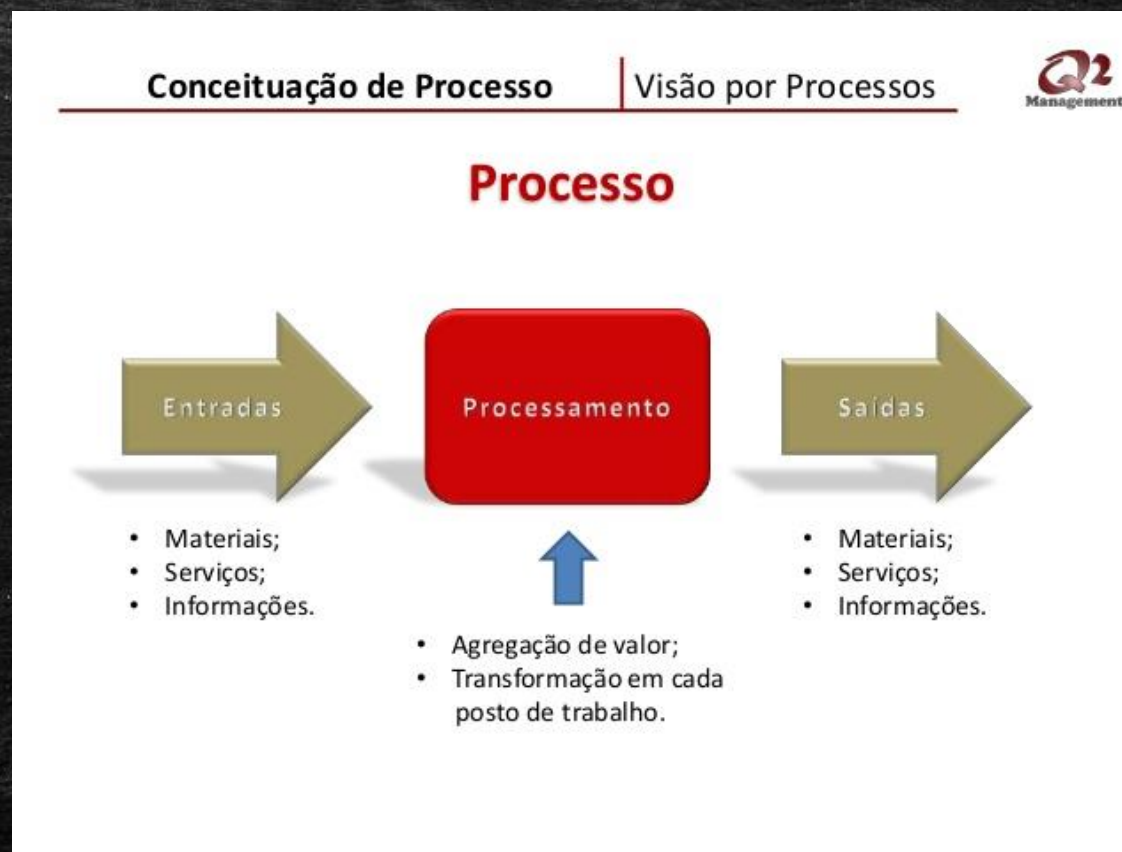 Conceituação de Processo
Visão por Processos
Q2
Management
Processo
Entradas
Processamento
Saídas
• Materiais;
• Serviços;
• Informações.
• Agregação de valor;
• Transformação em cada
posto de trabalho.
• Materiais;
• Serviços;
• Informações.